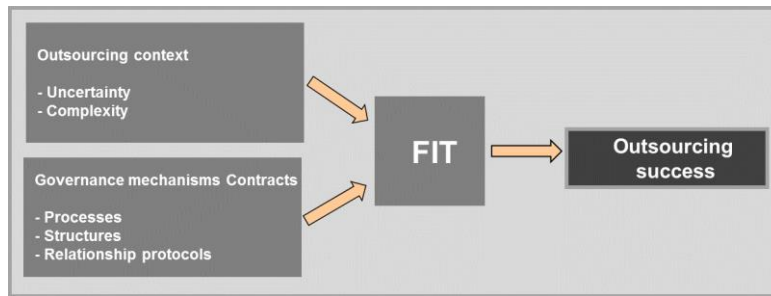 Outsourcing context
- Uncertainty
- Complexity
Governance mechanisms Contracts
- Processes
- Structures
- Relationship protocols
FIT
Outsourcing
success